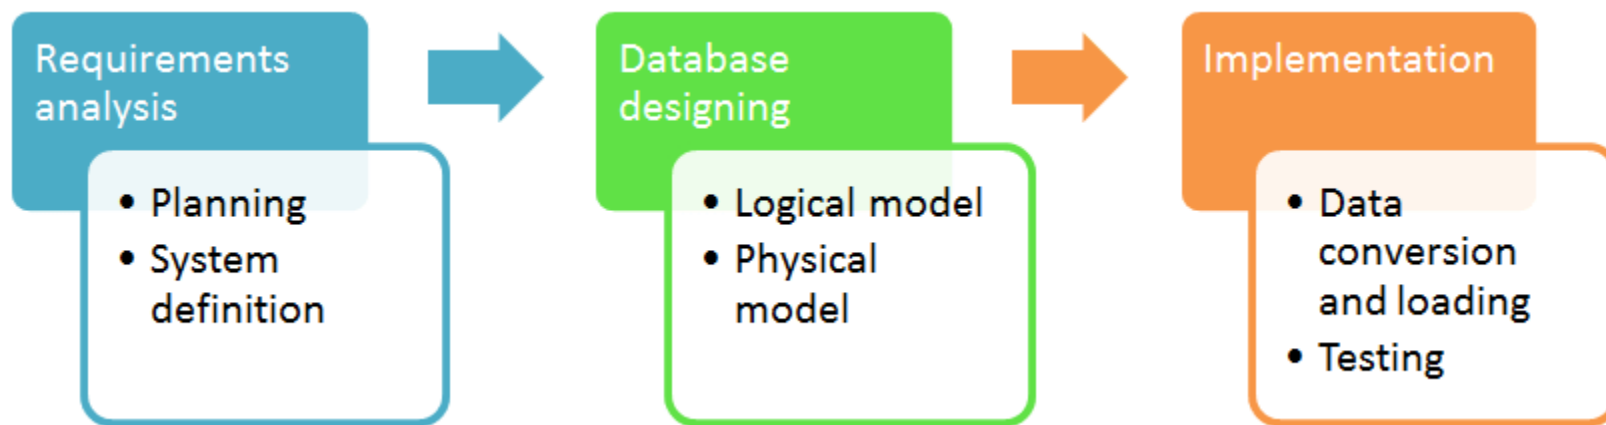 Requirements
analysis
• Planning
• System
definition
Database
designing
• Logical model
• Physical
model
Implementation
• Data
conversion
and loading
• Testing